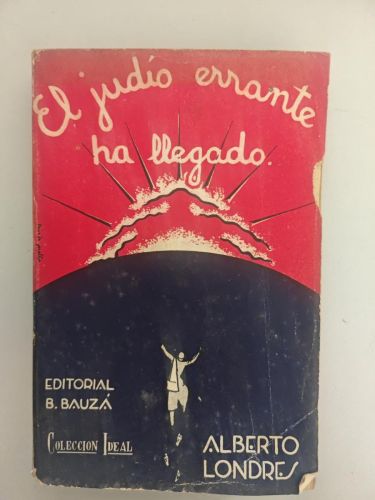 El judío errante
ha llegado.
EDITORIAL
B. BAUZÁ
COLECCION IDEAL
ALBERTO
LONDRES